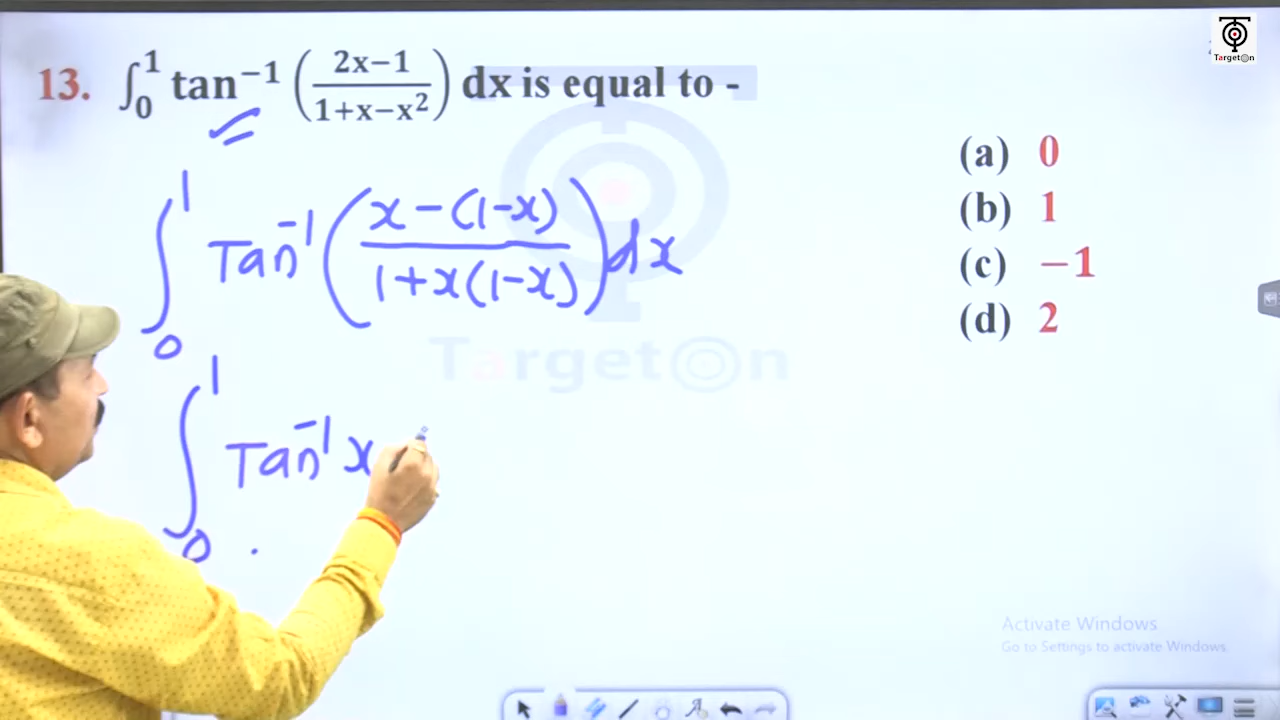 TargetOn
13. ∫₀¹ tan⁻¹ ((2x−1)/(1+x−x²)) dx is equal to -
(a) 0
(b) 1
(c) −1
(d) 2
∫₀¹ Tan⁻¹ ((x−(1−x))/(1+x(1−x))) dx
TargetOn
∫₀¹ Tan⁻¹ x
Activate Windows
Go to Settings to activate Windows.